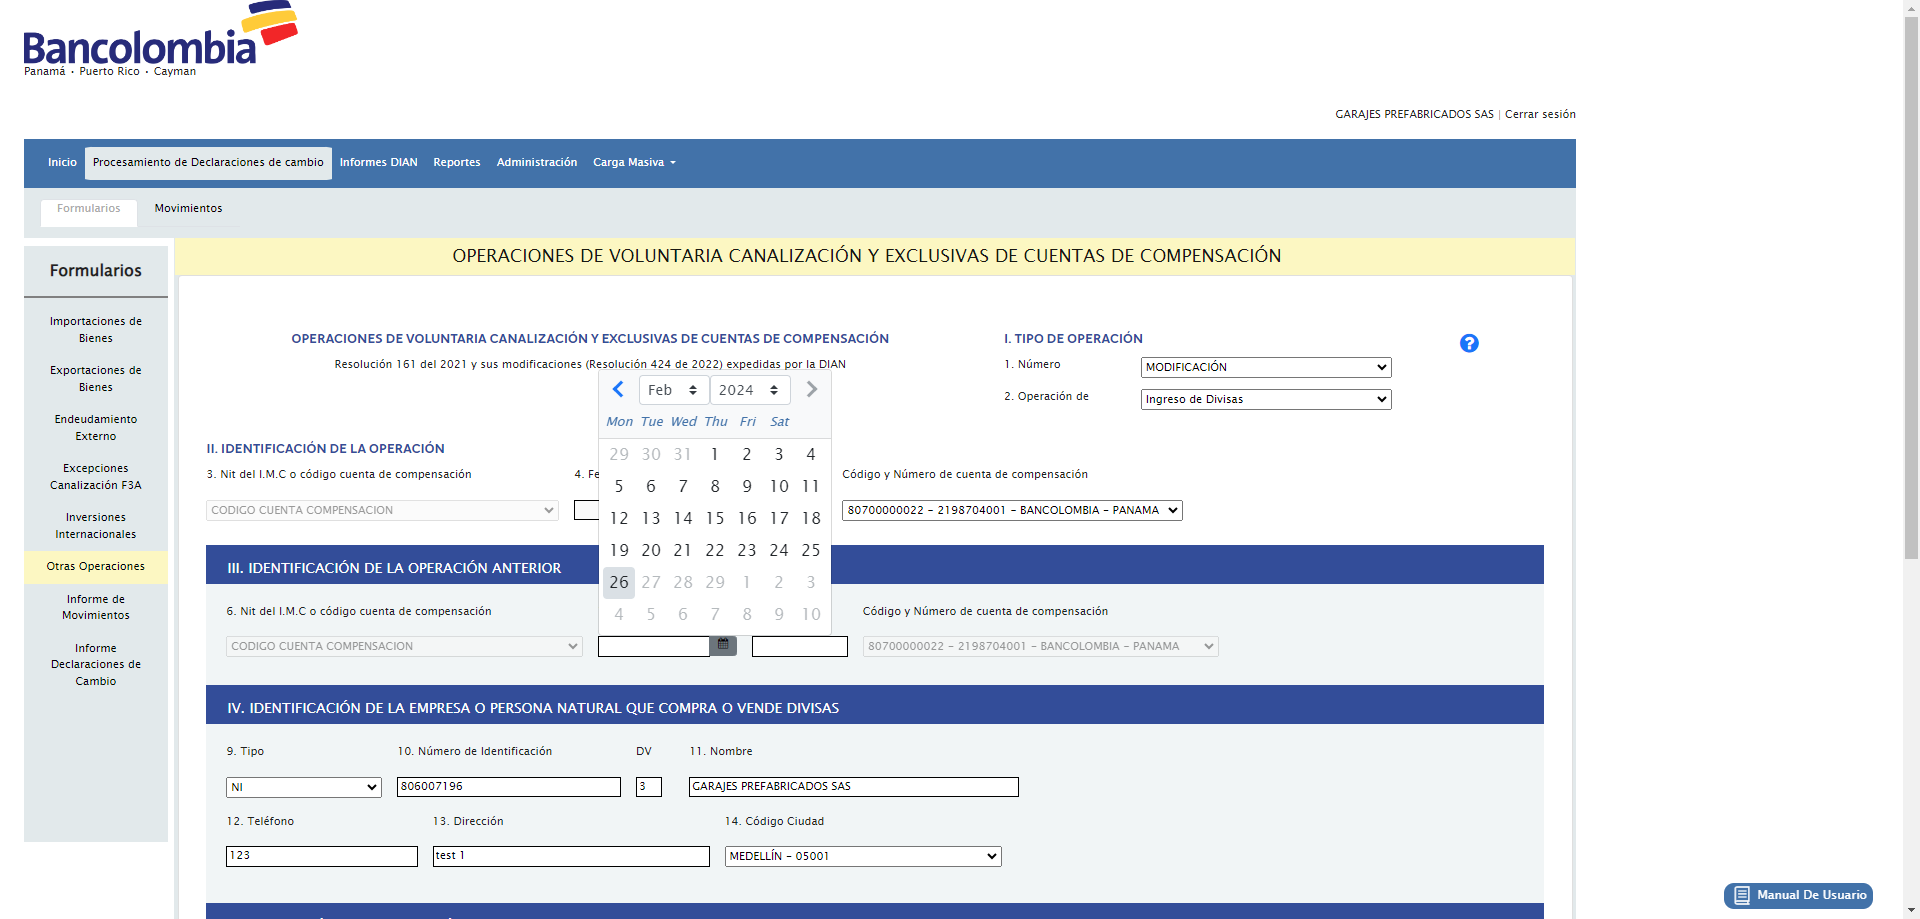 Bancolombia
Panamá · Puerto Rico · Cayman
GARAJES PREFABRICADOS SAS | Cerrar sesión
Inicio Procesamiento de Declaraciones de cambio Informes DIAN Reportes Administración Carga Masiva
Formularios Movimientos
Formularios
Importaciones de
Bienes
Exportaciones de
Bienes
Endeudamiento
Externo
Excepciones
Canalización F3A
Inversiones
Internacionales
Otras Operaciones
Informe de
Movimientos
Informe
Declaraciones de
Cambio
OPERACIONES DE VOLUNTARIA CANALIZACIÓN Y EXCLUSIVAS DE CUENTAS DE COMPENSACIÓN
OPERACIONES DE VOLUNTARIA CANALIZACIÓN Y EXCLUSIVAS DE CUENTAS DE COMPENSACIÓN
Resolución 161 del 2021 y sus modificaciones (Resolución 424 de 2022) expedidas por la DIAN
I. TIPO DE OPERACIÓN
?
1. Número MODIFICACIÓN
2. Operación de Ingreso de Divisas
Feb 2024
Mon Tue Wed Thu Fri Sat
29 30 31 1 2 3 4
5 6 7 8 9 10 11
12 13 14 15 16 17 18
19 20 21 22 23 24 25
26 27 28 29 1 2 3
4 5 6 7 8 9 10
II. IDENTIFICACIÓN DE LA OPERACIÓN
3. Nit del I.M.C o código cuenta de compensación 4. Fe Código y Número de cuenta de compensación
CODIGO CUENTA COMPENSACION 80700000022 - 2198704001 - BANCOLOMBIA - PANAMA
III. IDENTIFICACIÓN DE LA OPERACIÓN ANTERIOR
6. Nit del I.M.C o código cuenta de compensación Código y Número de cuenta de compensación
CODIGO CUENTA COMPENSACION 80700000022 - 2198704001 - BANCOLOMBIA - PANAMA
IV. IDENTIFICACIÓN DE LA EMPRESA O PERSONA NATURAL QUE COMPRA O VENDE DIVISAS
9. Tipo 10. Número de Identificación DV 11. Nombre
NI 806007196 3 GARAJES PREFABRICADOS SAS
12. Teléfono 13. Dirección 14. Código Ciudad
123 test 1 MEDELLÍN - 05001
Manual De Usuario